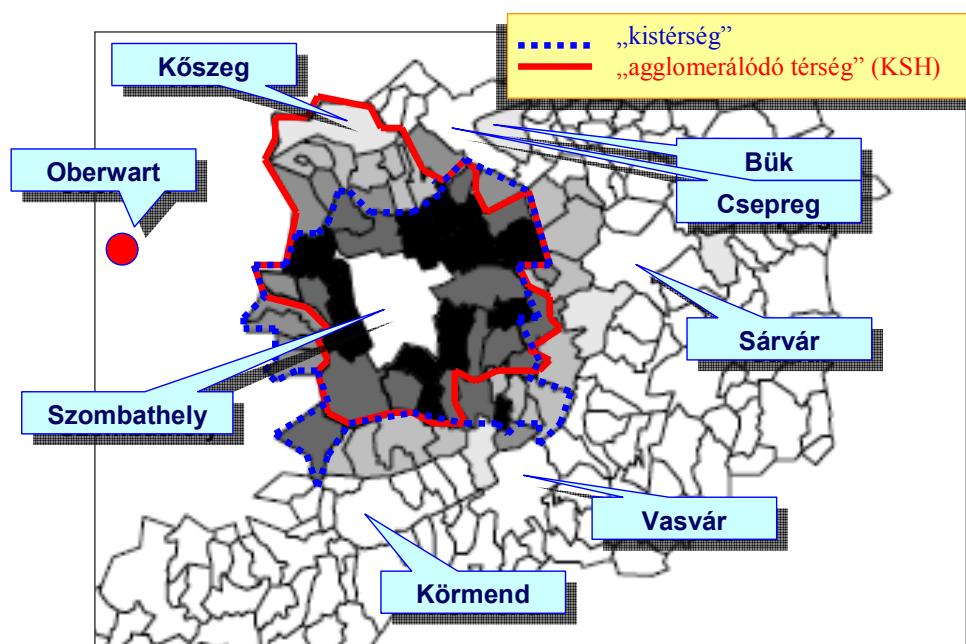 „kistérség”
„agglomerálódó térség” (KSH)
Kőszeg
Oberwart
Bük
Csepreg
Sárvár
Szombathely
Vasvár
Körmend